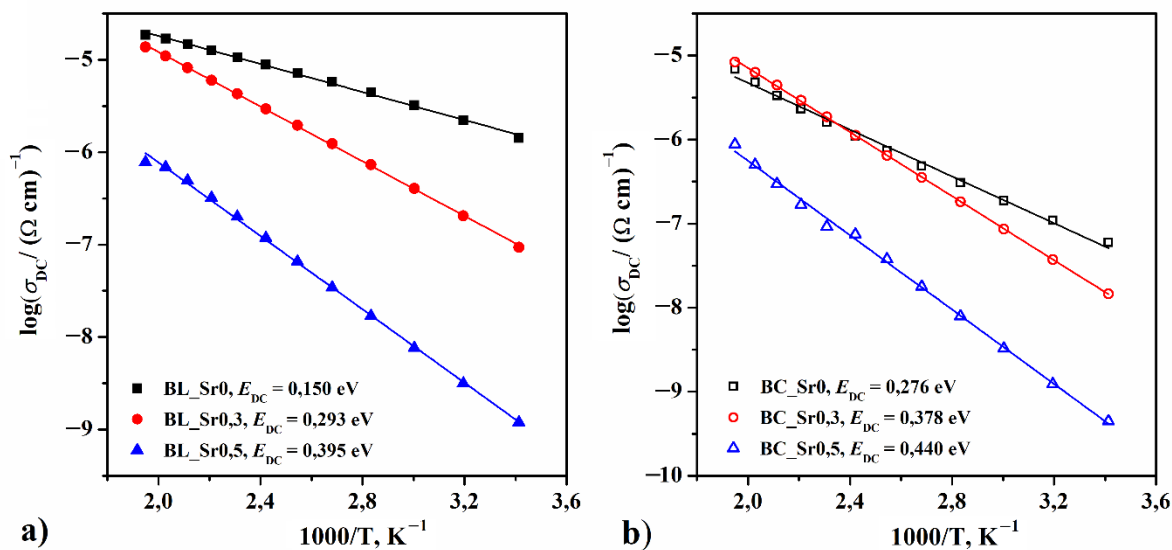 log(σDC/ (Ω cm)⁻¹
−5
−6
−7
−8
−9
BL_Sr0, EDC = 0,150 eV
BL_Sr0,3, EDC = 0,293 eV
BL_Sr0,5, EDC = 0,395 eV
2,0 2,4 2,8 3,2 3,6
1000/T, K⁻¹
a)
log(σDC/ (Ω cm)⁻¹
−4
−5
−6
−7
−8
−9
−10
BC_Sr0, EDC = 0,276 eV
BC_Sr0,3, EDC = 0,378 eV
BC_Sr0,5, EDC = 0,440 eV
2,0 2,4 2,8 3,2 3,6
1000/T, K⁻¹
b)